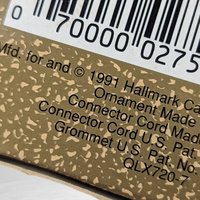 0 70000 0275
Mfd. for and © 1991 Hallmark Ca
Ornament Made
Connector Cord Made
Connector Cord U.S. Pat.
Grommet U.S. Pat. No.
QLX720-7